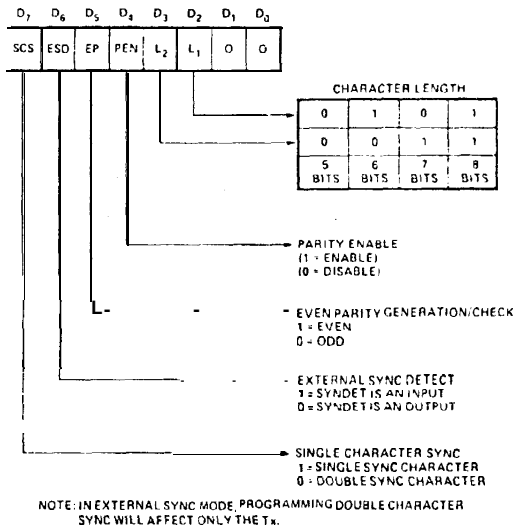 D7 D6 D5 D4 D3 D2 D1 D0
SCS ESD EP PEN L2 L1 0 0
CHARACTER LENGTH
0 1 0 1
0 0 1 1
5 BITS 6 BITS 7 BITS 8 BITS
PARITY ENABLE
(1 = ENABLE)
(0 = DISABLE)
EVEN PARITY GENERATION/CHECK
1 = EVEN
0 = ODD
EXTERNAL SYNC DETECT
1 = SYNDET IS AN INPUT
0 = SYNDET IS AN OUTPUT
SINGLE CHARACTER SYNC
1 = SINGLE SYNC CHARACTER
0 = DOUBLE SYNC CHARACTER
NOTE: IN EXTERNAL SYNC MODE, PROGRAMMING DOUBLE CHARACTER
SYNC WILL AFFECT ONLY THE Tx.